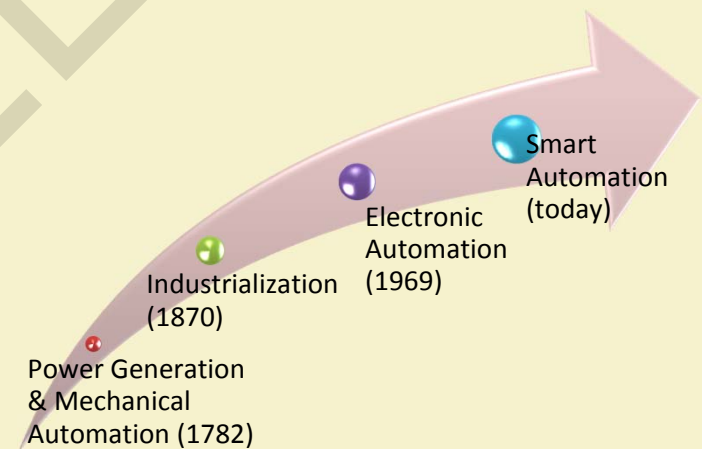 Smart
Automation
(today)
Electronic
Automation
(1969)
Industrialization
(1870)
Power Generation
& Mechanical
Automation (1782)